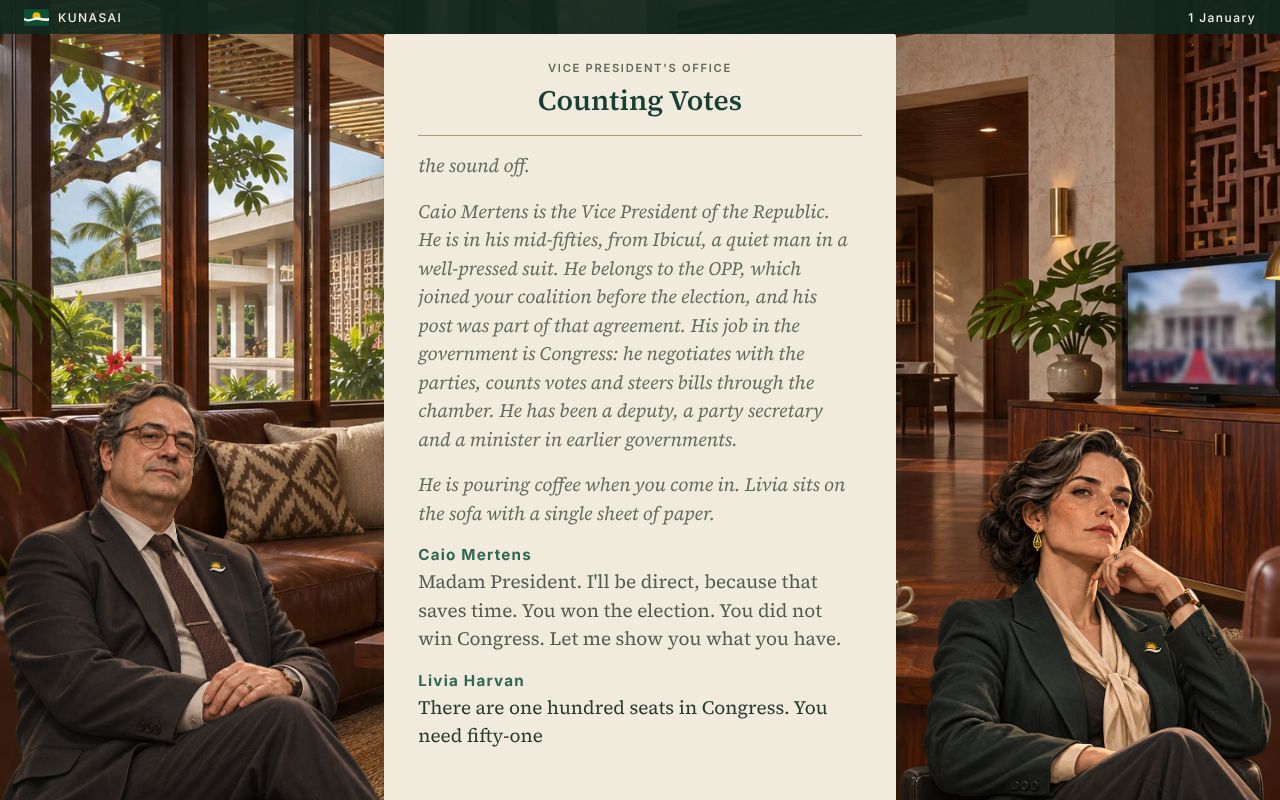 KUNASAI
1 January
VICE PRESIDENT'S OFFICE
Counting Votes
the sound off.
Caio Mertens is the Vice President of the Republic.
He is in his mid-fifties, from Ibicuí, a quiet man in a
well-pressed suit. He belongs to the OPP, which
joined your coalition before the election, and his
post was part of that agreement. His job in the
government is Congress: he negotiates with the
parties, counts votes and steers bills through the
chamber. He has been a deputy, a party secretary
and a minister in earlier governments.
He is pouring coffee when you come in. Livia sits on
the sofa with a single sheet of paper.
Caio Mertens
Madam President. I'll be direct, because that
saves time. You won the election. You did not
win Congress. Let me show you what you have.
Livia Harvan
There are one hundred seats in Congress. You
need fifty-one